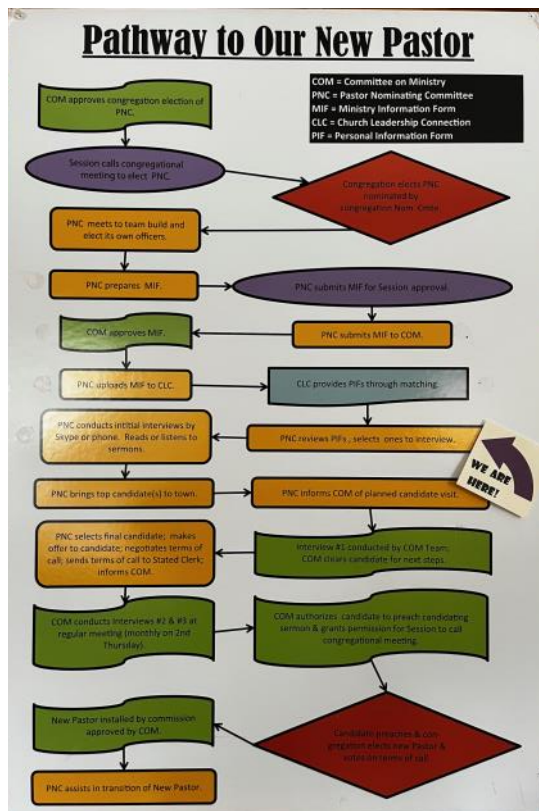 Pathway to Our New Pastor
COM = Committee on Ministry
PNC = Pastor Nominating Committee
MIF = Ministry Information Form
CLC = Church Leadership Connection
PIF = Personal Information Form
COM approves congregation election of
PNC.
Session calls congregational
meeting to elect PNC.
Congregation elects PNC
nominated by
congregation Nom. Cmte.
PNC meets to team build and
elect its own officers.
PNC prepares MIF.
PNC submits MIF for Session approval.
PNC submits MIF to COM.
COM approves MIF.
PNC uploads MIF to CLC.
CLC provides PIFs through matching.
PNC reviews PIFs , selects ones to interview.
WE ARE
HERE!
PNC conducts intitial interviews by
Skype or phone. Reads or listens to
sermons.
PNC brings top candidate(s) to town.
PNC informs COM of planned candidate visit.
Interview #1 conducted by COM Team;
COM clears candidate for next steps.
PNC selects final candidate; makes
offer to candidate; negotiates terms of
call; sends terms of call to Stated Clerk;
informs COM.
COM conducts Interviews #2 & #3 at
regular meeting (monthly on 2nd
Thursday).
COM authorizes candidate to preach candidating
sermon & grants permission for Session to call
congregational meeting.
Candidate preaches & con-
gregation elects new Pastor &
votes on terms of call.
New Pastor installed by commission
approved by COM.
PNC assists in transition of New Pastor.